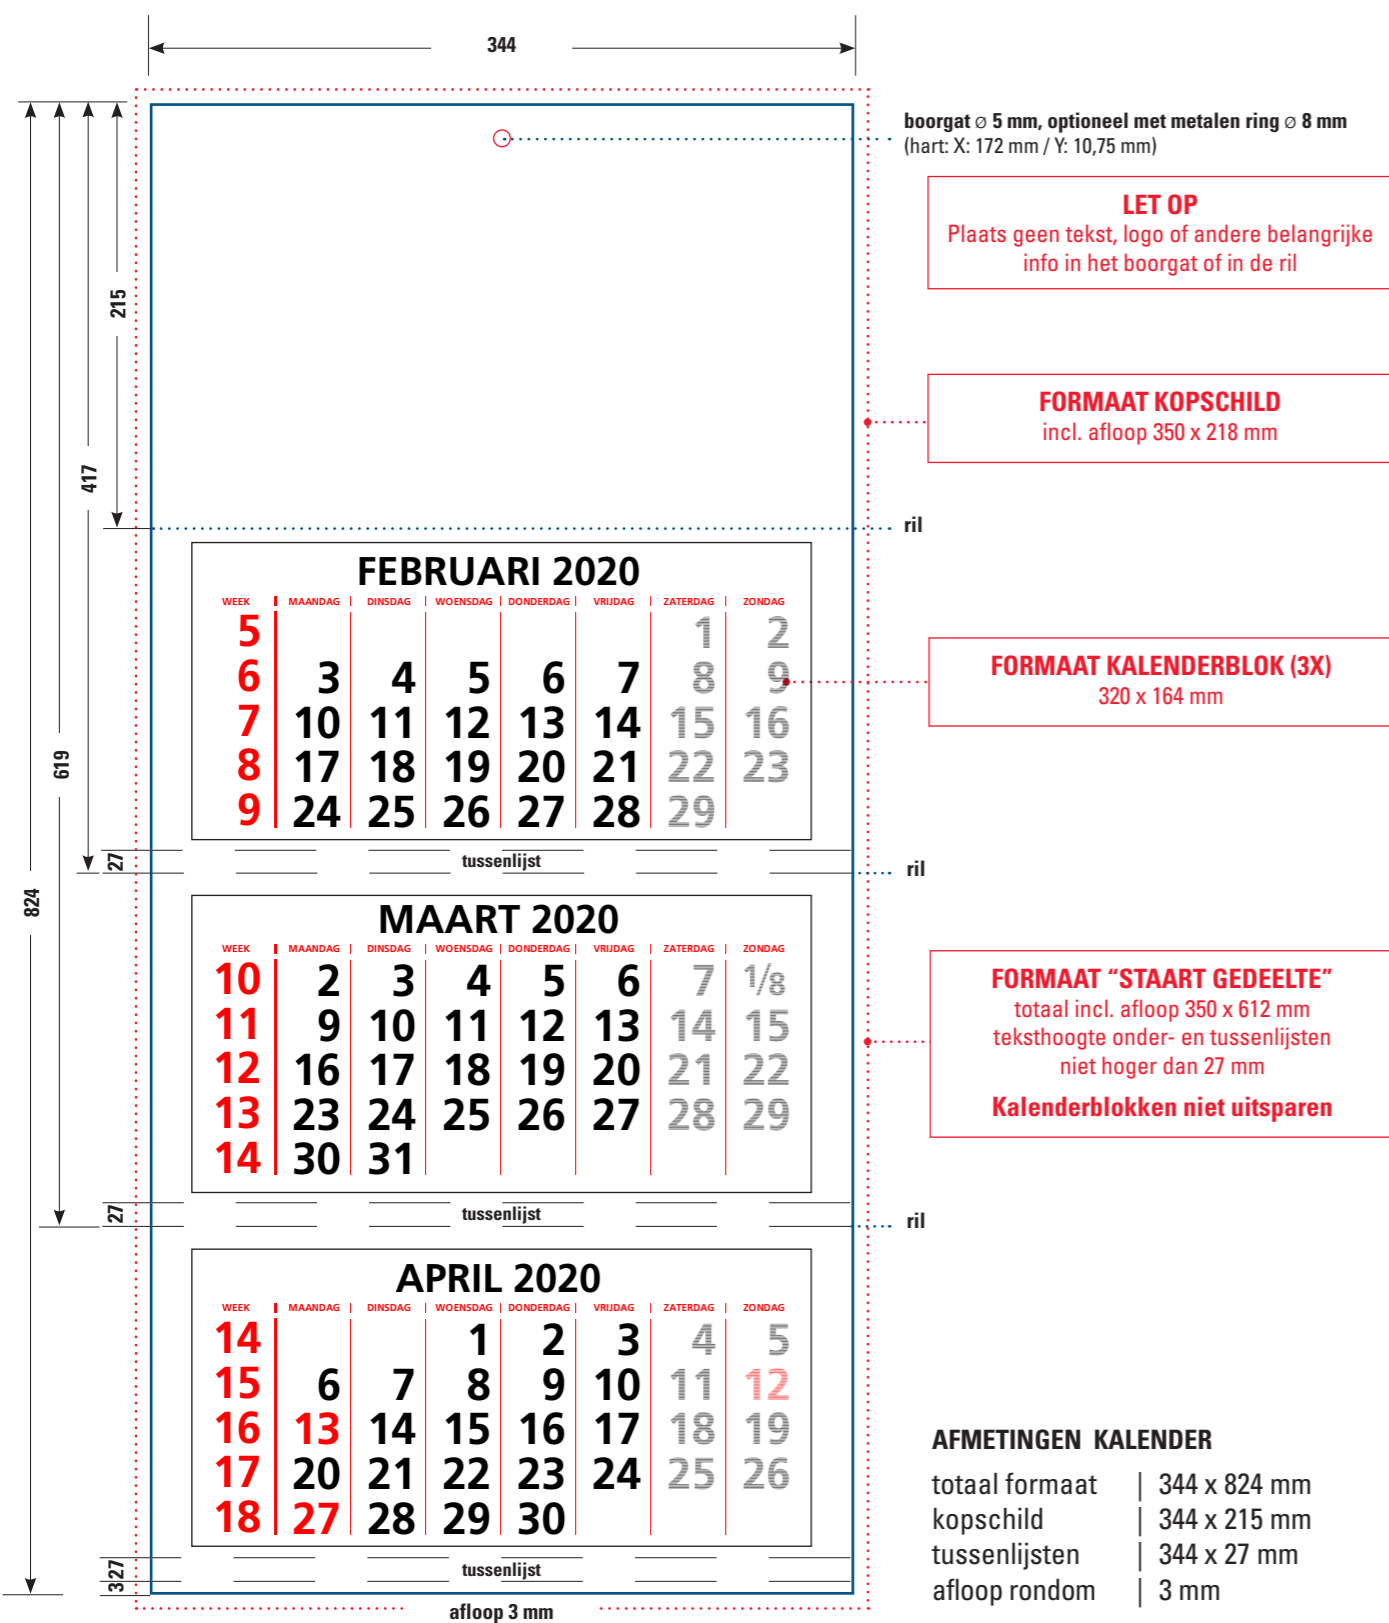 344
boorgat ∅ 5 mm, optioneel met metalen ring ∅ 8 mm
(hart: X: 172 mm / Y: 10,75 mm)
LET OP
Plaats geen tekst, logo of andere belangrijke
info in het boorgat of in de ril
215
FORMAAT KOPSCHILD
incl. afloop 350 x 218 mm
417
ril
FEBRUARI 2020
WEEK | MAANDAG | DINSDAG | WOENSDAG | DONDERDAG | VRIJDAG | ZATERDAG | ZONDAG
5 1 2
6 3 4 5 6 7 8 9
7 10 11 12 13 14 15 16
8 17 18 19 20 21 22 23
9 24 25 26 27 28 29
FORMAAT KALENDERBLOK (3X)
320 x 164 mm
619
27
tussenlijst
ril
824
MAART 2020
WEEK | MAANDAG | DINSDAG | WOENSDAG | DONDERDAG | VRIJDAG | ZATERDAG | ZONDAG
10 2 3 4 5 6 7 1/8
11 9 10 11 12 13 14 15
12 16 17 18 19 20 21 22
13 23 24 25 26 27 28 29
14 30 31
FORMAAT “STAART GEDEELTE”
totaal incl. afloop 350 x 612 mm
teksthoogte onder- en tussenlijsten
niet hoger dan 27 mm
Kalenderblokken niet uitsparen
27
tussenlijst
ril
APRIL 2020
WEEK | MAANDAG | DINSDAG | WOENSDAG | DONDERDAG | VRIJDAG | ZATERDAG | ZONDAG
14 1 2 3 4 5
15 6 7 8 9 10 11 12
16 13 14 15 16 17 18 19
17 20 21 22 23 24 25 26
18 27 28 29 30
27
tussenlijst
3
afloop 3 mm
AFMETINGEN KALENDER
totaal formaat | 344 x 824 mm
kopschild | 344 x 215 mm
tussenlijsten | 344 x 27 mm
afloop rondom | 3 mm